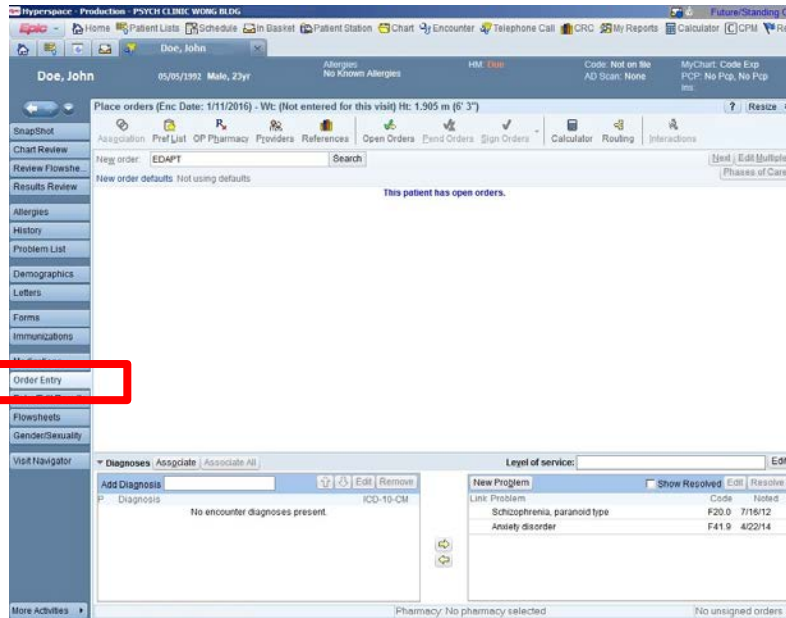 Hyperspace - Production - PSYCH CLINIC WONG BLDG
Future/Standing
Epic Home Patient Lists Schedule In Basket Patient Station Chart Encounter Telephone Call CRC My Reports Calculator CPM
Doe, John
Allergies HM: Due Code: Not on file MyChart: Code Exp
Doe, John 05/05/1992 Male, 23yr No Known Allergies AD Scan: None PCP: No Pcp, No Pcp
Ins:
Place orders (Enc Date: 1/11/2016) - Wt: (Not entered for this visit) Ht: 1.905 m (6' 3") ? Resize
SnapShot
Association Pref List OP Pharmacy Providers References Open Orders Pend Orders Sign Orders Calculator Routing Interactions
Chart Review
New order: EDAPT Search Next Edit Multiple
Review Flowshe...
New order defaults Not using defaults Phases of Care
Results Review
This patient has open orders.
Allergies
History
Problem List
Demographics
Letters
Forms
Immunizations
Order Entry
Flowsheets
Gender/Sexuality
Visit Navigator
Diagnoses Associate Associate All Level of service: Edit
Add Diagnosis Edit Remove New Problem Show Resolved Edit Resolve
P... Diagnosis ICD-10-CM Link Problem Code Noted
No encounter diagnoses present. Schizophrenia, paranoid type F20.0 7/16/12
Anxiety disorder F41.9 4/22/14
More Activities Pharmacy: No pharmacy selected No unsigned orders